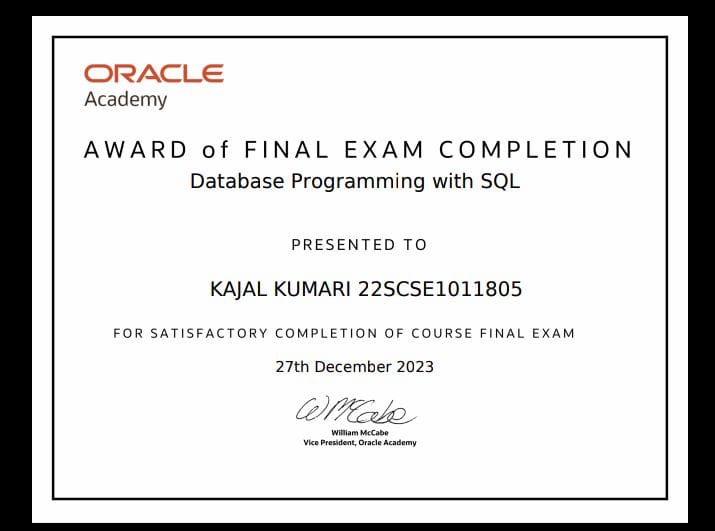 ORACLE
Academy
AWARD of FINAL EXAM COMPLETION
Database Programming with SQL
PRESENTED TO
KAJAL KUMARI 22SCSE1011805
FOR SATISFACTORY COMPLETION OF COURSE FINAL EXAM
27th December 2023
WMcCabe
William McCabe
Vice President, Oracle Academy